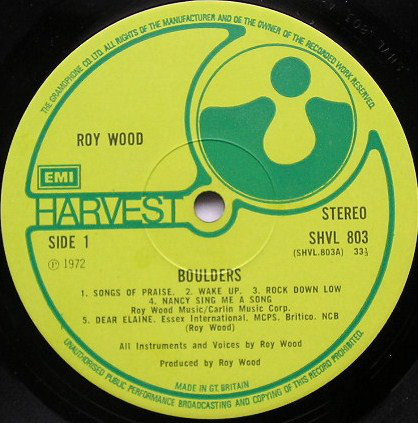 THE GRAMOPHONE CO. LTD. ALL RIGHTS OF THE MANUFACTURER AND OF THE OWNER OF THE RECORDED WORK RESERVED.
ROY WOOD
EMI
HARVEST
STEREO
SIDE 1
SHVL 803
(SHVL.803A) 33⅓
℗ 1972
BOULDERS
1. SONGS OF PRAISE. 2. WAKE UP. 3. ROCK DOWN LOW
4. NANCY SING ME A SONG
Roy Wood Music/Carlin Music Corp.
5. DEAR ELAINE. Essex International. MCPS. Britico. NCB
(Roy Wood)
All Instruments and Voices by Roy Wood
Produced by Roy Wood
MADE IN GT. BRITAIN
UNAUTHORISED PUBLIC PERFORMANCE BROADCASTING AND COPYING OF THIS RECORD PROHIBITED.